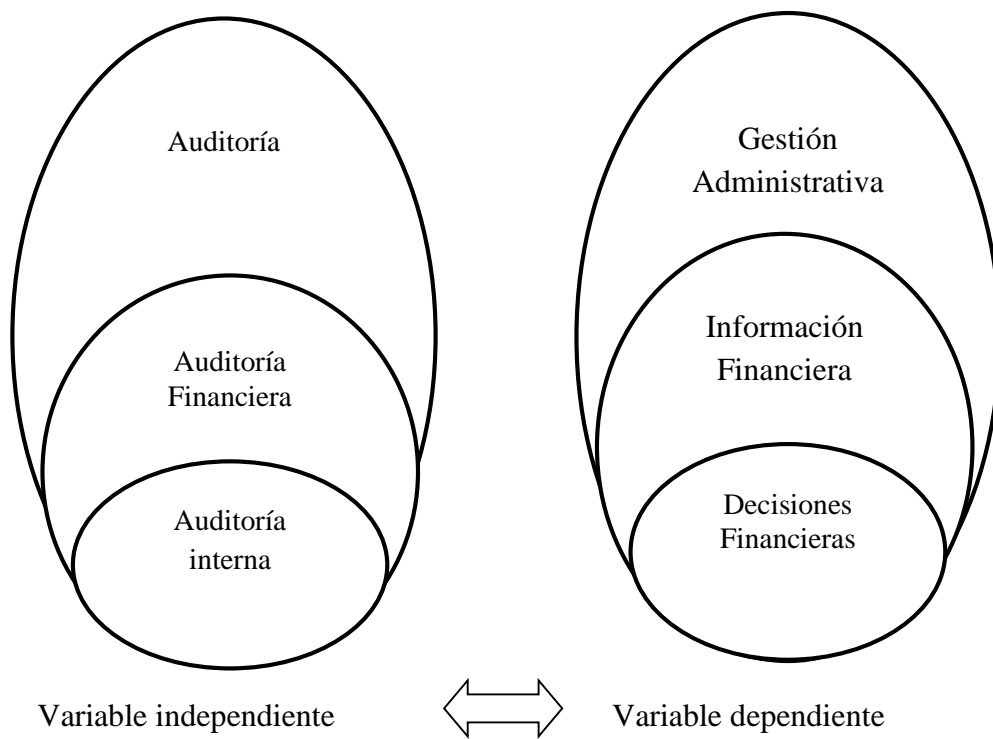 Auditoría
Auditoría
Financiera
Auditoría
interna
Variable independiente
Gestión
Administrativa
Información
Financiera
Decisiones
Financieras
Variable dependiente